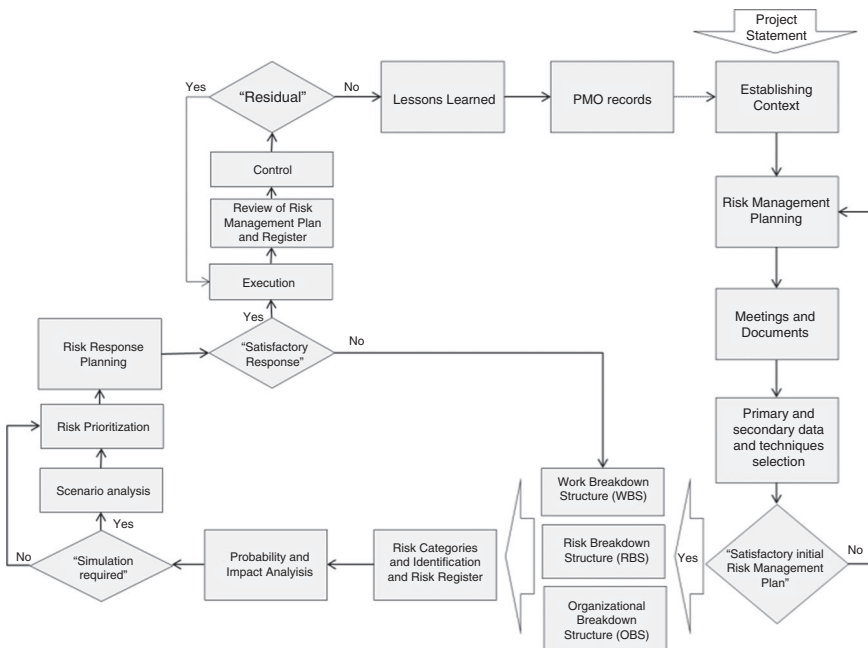 Project
Statement
Yes
"Residual"
No
Lessons Learned
PMO records
Establishing
Context
Control
Review of Risk
Management Plan
and Register
Risk Management
Planning
Execution
Yes
Risk Response
Planning
"Satisfactory
Response"
No
Meetings and
Documents
Risk Prioritization
Primary and
secondary data
and techniques
selection
Scenario analysis
Yes
Work Breakdown
Structure (WBS)
No
"Simulation
required"
Probability and
Impact Analyisis
Risk Categories
and Identification
and Risk Register
Risk Breakdown
Structure (RBS)
Yes
"Satisfactory initial
Risk Management
Plan"
No
Organizational
Breakdown
Structure (OBS)